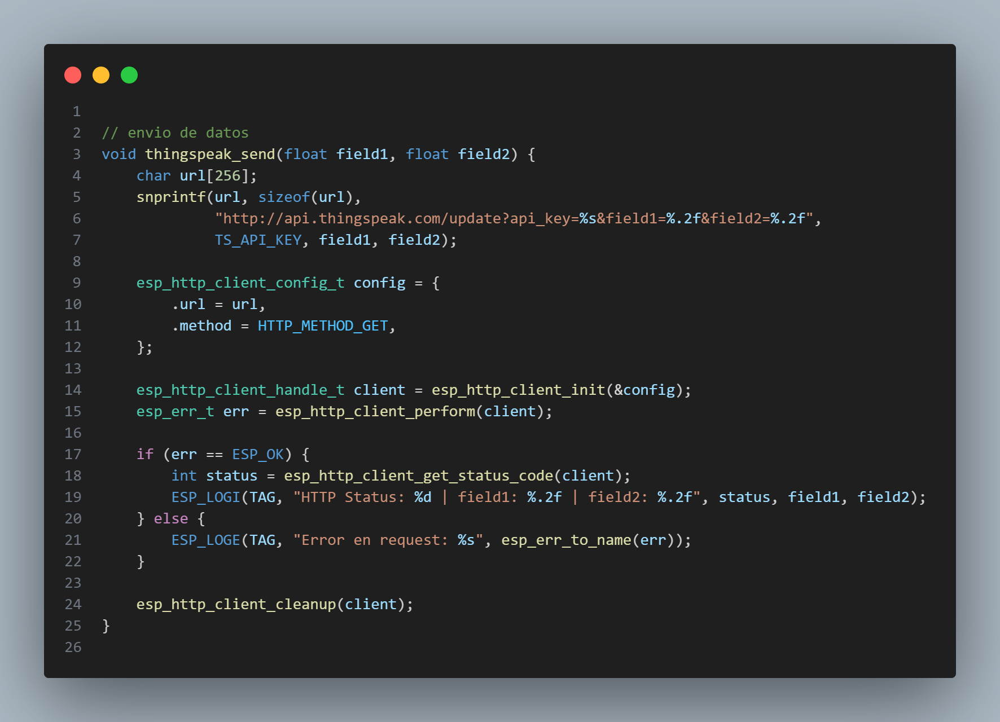 1
2 // envio de datos
3 void thingspeak_send(float field1, float field2) {
4     char url[256];
5     snprintf(url, sizeof(url),
6              "http://api.thingspeak.com/update?api_key=%s&field1=%.2f&field2=%.2f",
7              TS_API_KEY, field1, field2);
8
9     esp_http_client_config_t config = {
10         .url = url,
11         .method = HTTP_METHOD_GET,
12     };
13
14     esp_http_client_handle_t client = esp_http_client_init(&config);
15     esp_err_t err = esp_http_client_perform(client);
16
17     if (err == ESP_OK) {
18         int status = esp_http_client_get_status_code(client);
19         ESP_LOGI(TAG, "HTTP Status: %d | field1: %.2f | field2: %.2f", status, field1, field2);
20     } else {
21         ESP_LOGE(TAG, "Error en request: %s", esp_err_to_name(err));
22     }
23
24     esp_http_client_cleanup(client);
25 }
26